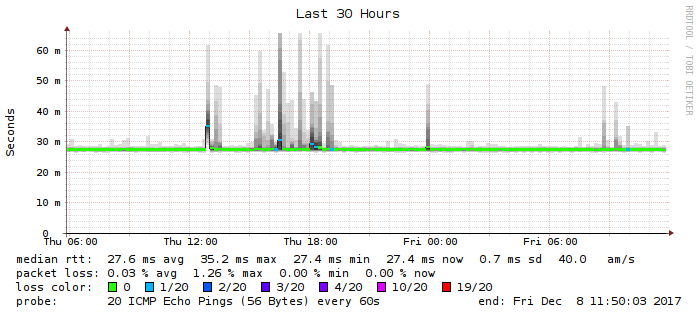 Last 30 Hours
RRDTOOL / TOBI OETIKER
Seconds
60 m
50 m
40 m
30 m
20 m
10 m
0
Thu 06:00 Thu 12:00 Thu 18:00 Fri 00:00 Fri 06:00
median rtt: 27.6 ms avg 35.2 ms max 27.4 ms min 27.4 ms now 0.7 ms sd 40.0 am/s
packet loss: 0.03 % avg 1.26 % max 0.00 % min 0.00 % now
loss color: 0 1/20 2/20 3/20 4/20 10/20 19/20
probe: 20 ICMP Echo Pings (56 Bytes) every 60s end: Fri Dec 8 11:50:03 2017